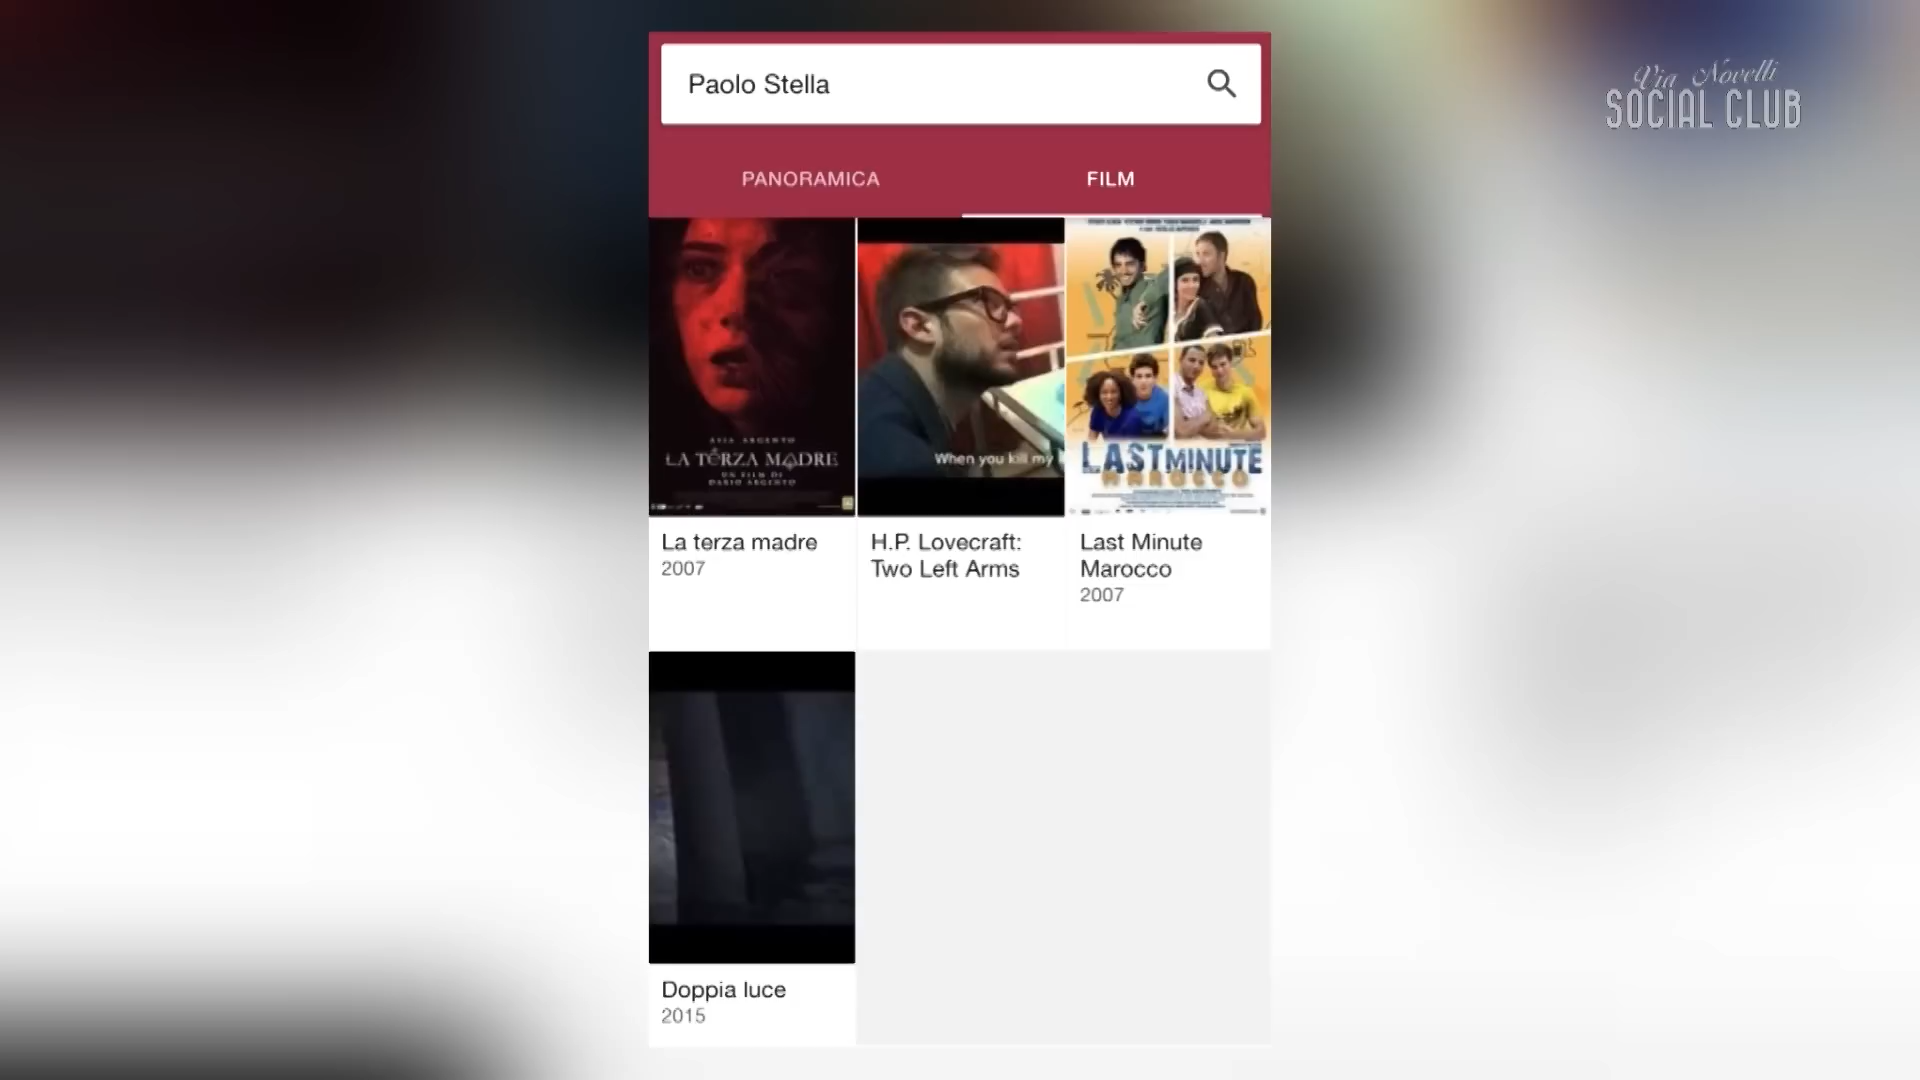 Paolo Stella
Via Novelli
SOCIAL CLUB
PANORAMICA
FILM
ASIA ARGENTO
LA TERZA MADRE
UN FILM DI
DARIO ARGENTO
When you kill my
LAST MINUTE
MAROCCO
La terza madre
2007
H.P. Lovecraft:
Two Left Arms
Last Minute
Marocco
2007
Doppia luce
2015